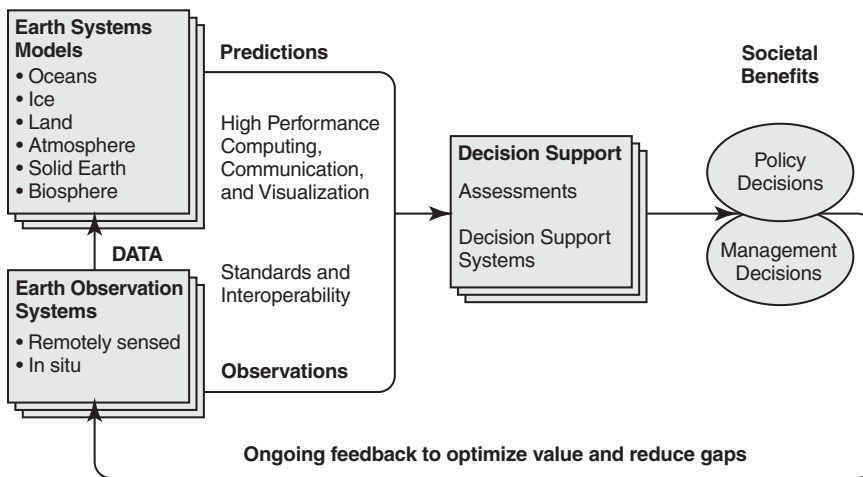 Earth Systems
Models
• Oceans
• Ice
• Land
• Atmosphere
• Solid Earth
• Biosphere
DATA
Earth Observation
Systems
• Remotely sensed
• In situ
Predictions
High Performance
Computing,
Communication,
and Visualization
Standards and
Interoperability
Observations
Decision Support
Assessments
Decision Support
Systems
Societal
Benefits
Policy
Decisions
Management
Decisions
Ongoing feedback to optimize value and reduce gaps